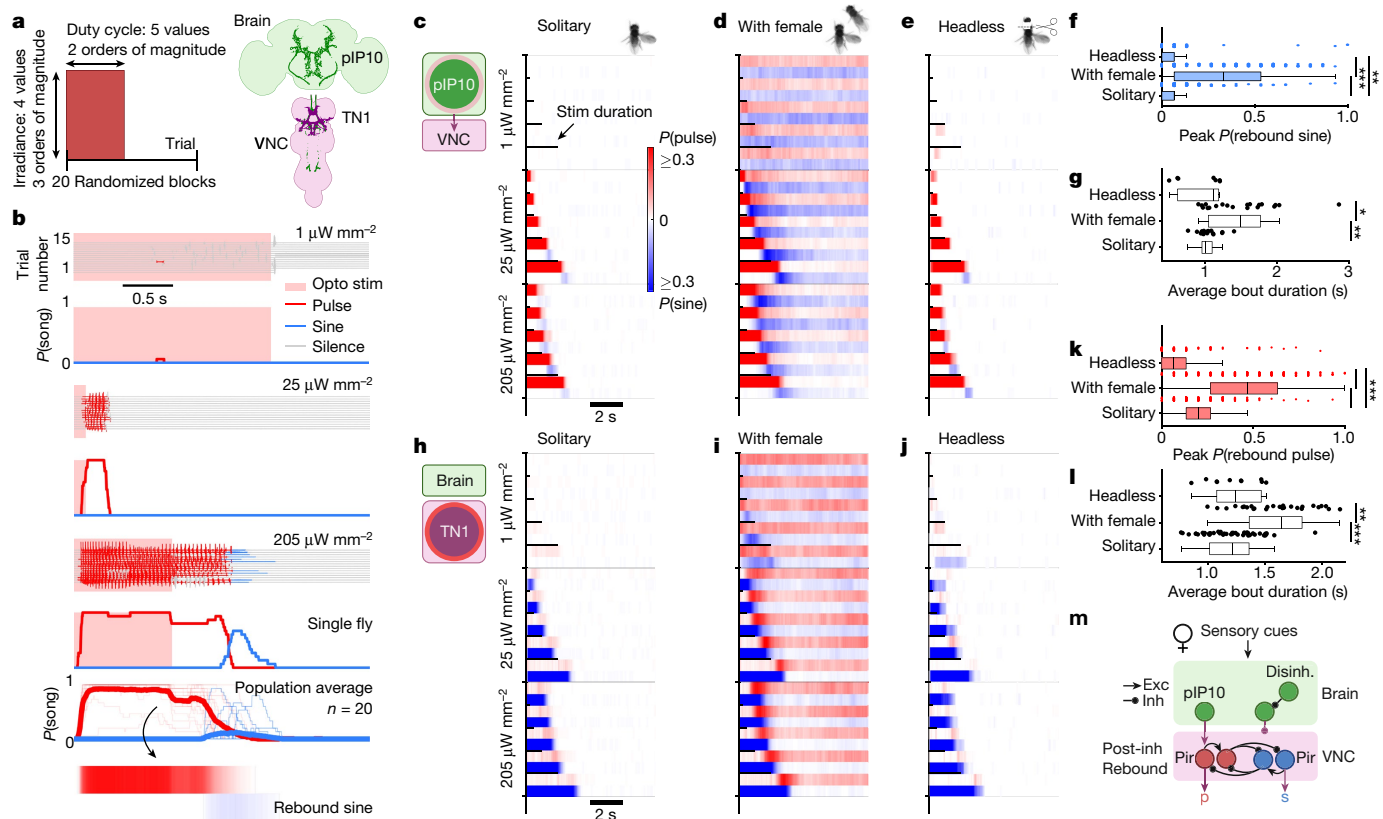 a
Duty cycle: 5 values
2 orders of magnitude
Irradiance: 4 values
3 orders of magnitude
Trial
20 Randomized blocks
Brain
pIP10
TN1
VNC
b
Trial
number
15
1
1 µW mm–2
0.5 s
Opto stim
Pulse
Sine
Silence
P(song)
1
0
25 µW mm–2
205 µW mm–2
Single fly
P(song)
1
0
Population average
n = 20
Rebound sine
c
Solitary
pIP10
VNC
1 µW mm–2
25 µW mm–2
205 µW mm–2
Stim duration
P(pulse)
≥0.3
0
≥0.3
P(sine)
2 s
d
With female
e
Headless
f
Headless
With female
Solitary
0
0.5
1.0
Peak P(rebound sine)
***
**
g
Headless
With female
Solitary
1
2
3
Average bout duration (s)
*
**
h
Solitary
Brain
TN1
1 µW mm–2
25 µW mm–2
205 µW mm–2
2 s
i
With female
j
Headless
k
Headless
With female
Solitary
0
0.5
1.0
Peak P(rebound pulse)
***
l
Headless
With female
Solitary
1.0
1.5
2.0
Average bout duration (s)
**
***
m
♀ Sensory cues
Exc
Inh
pIP10
Disinh.
Brain
Post-inh
Rebound
Pir
Pir
VNC
p
s